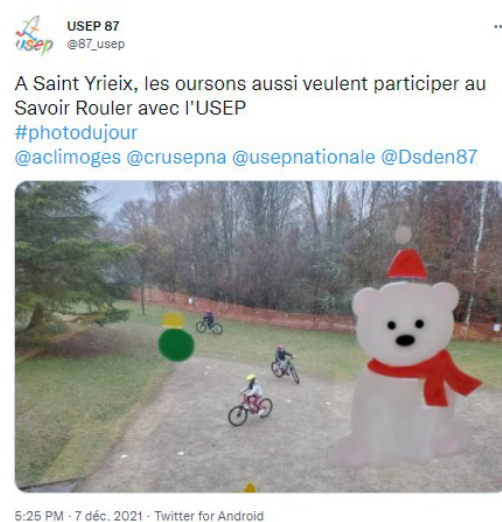 usep
USEP 87
@87_usep
A Saint Yrieix, les oursons aussi veulent participer au
Savoir Rouler avec l'USEP
#photodujour
@aclimoges @crusepna @usepnationale @Dsden87
5:25 PM · 7 déc. 2021 · Twitter for Android